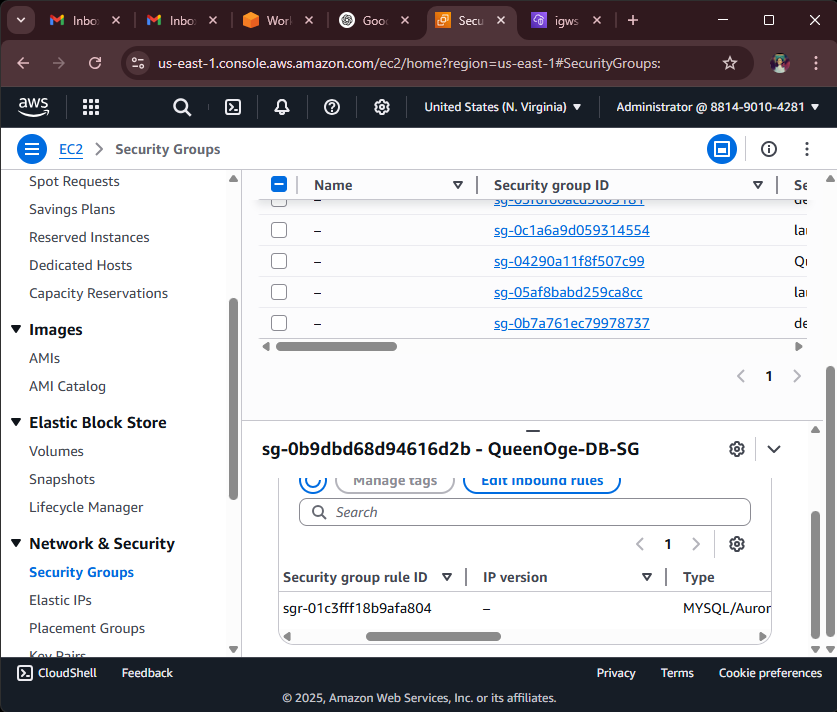 Inbo
Inbo
Work
Goo
Secu
igws
us-east-1.console.aws.amazon.com/ec2/home?region=us-east-1#SecurityGroups:
aws
United States (N. Virginia)
Administrator @ 8814-9010-4281
EC2
Security Groups
Spot Requests
Savings Plans
Reserved Instances
Dedicated Hosts
Capacity Reservations
Images
AMIs
AMI Catalog
Elastic Block Store
Volumes
Snapshots
Lifecycle Manager
Network & Security
Security Groups
Elastic IPs
Placement Groups
Key Pairs
Name Security group ID Se
– de
– sg-0c1a6a9d059314554 lau
– sg-04290a11f8f507c99 Qu
– sg-05af8babd259ca8cc lau
– sg-0b7a761ec79978737 de
1
sg-0b9dbd68d94616d2b - QueenOge-DB-SG
Manage tags
Edit inbound rules
Search
1
Security group rule ID IP version Type
sgr-01c3fff18b9afa804 – MYSQL/Auror
CloudShell Feedback Privacy Terms Cookie preferences
© 2025, Amazon Web Services, Inc. or its affiliates.